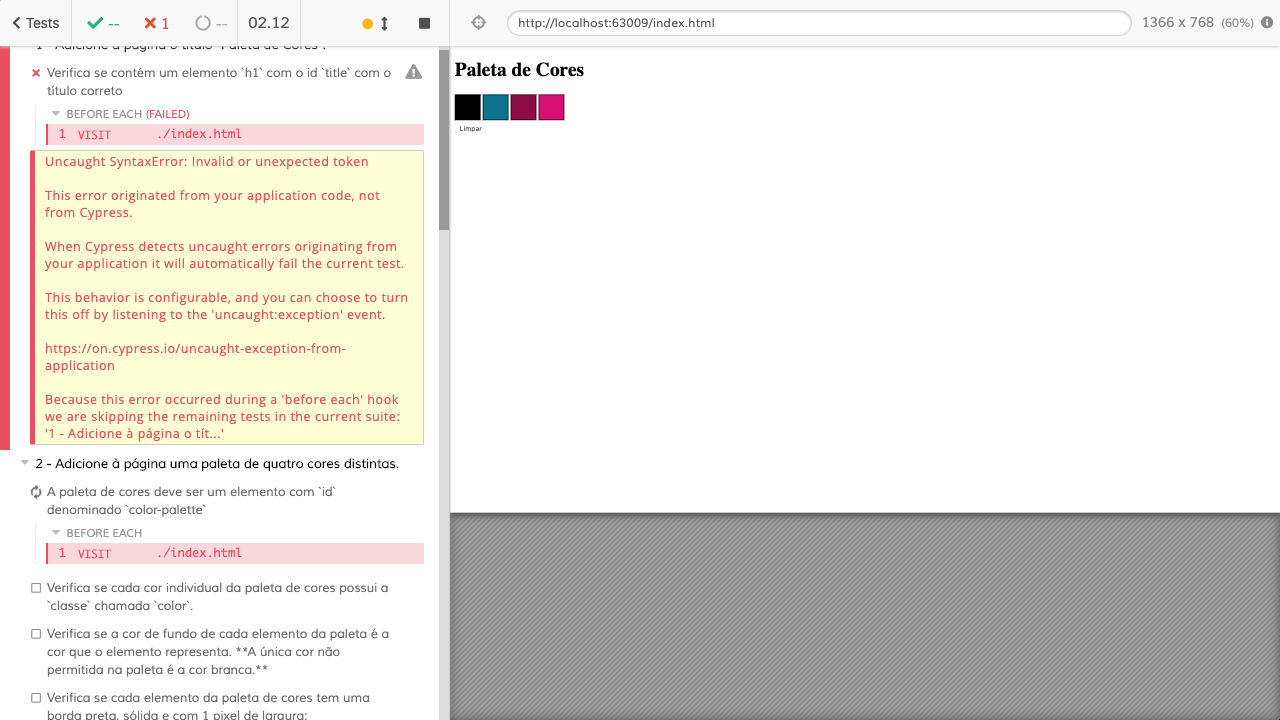 Tests
--
1
--
02.12
http://localhost:63009/index.html
1366 x 768 (60%)
1 - Adicione à página o título "Paleta de Cores".
Verifica se contém um elemento `h1` com o id `title` com o
título correto
BEFORE EACH (FAILED)
1 VISIT ./index.html
Uncaught SyntaxError: Invalid or unexpected token
This error originated from your application code, not
from Cypress.
When Cypress detects uncaught errors originating from
your application it will automatically fail the current test.
This behavior is configurable, and you can choose to turn
this off by listening to the 'uncaught:exception' event.
https://on.cypress.io/uncaught-exception-from-
application
Because this error occurred during a 'before each' hook
we are skipping the remaining tests in the current suite:
'1 - Adicione à página o tít...'
2 - Adicione à página uma paleta de quatro cores distintas.
A paleta de cores deve ser um elemento com `id`
denominado `color-palette`
BEFORE EACH
1 VISIT ./index.html
Verifica se cada cor individual da paleta de cores possui a
`classe` chamada `color`.
Verifica se a cor de fundo de cada elemento da paleta é a
cor que o elemento representa. **A única cor não
permitida na paleta é a cor branca.**
Verifica se cada elemento da paleta de cores tem uma
borda preta, sólida e com 1 pixel de largura;
Paleta de Cores
Limpar